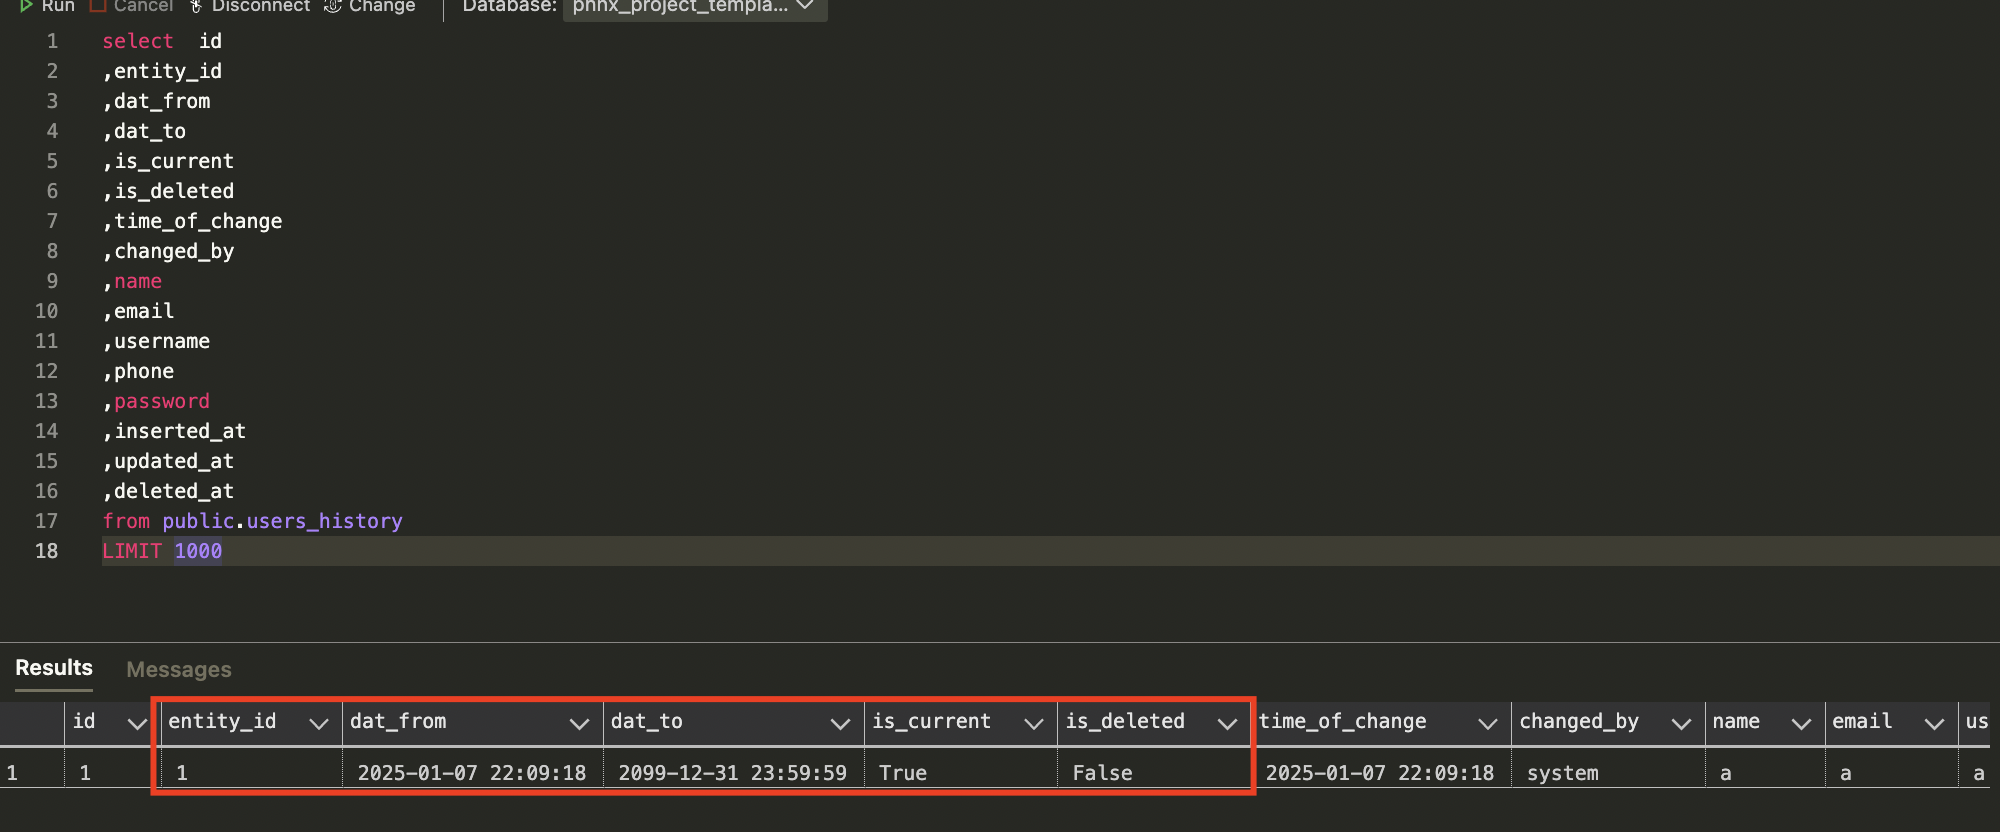 Run Cancel Disconnect Change Database: phnx_project_templa...
1 select  id
2 ,entity_id
3 ,dat_from
4 ,dat_to
5 ,is_current
6 ,is_deleted
7 ,time_of_change
8 ,changed_by
9 ,name
10 ,email
11 ,username
12 ,phone
13 ,password
14 ,inserted_at
15 ,updated_at
16 ,deleted_at
17 from public.users_history
18 LIMIT 1000
Results Messages
id entity_id dat_from dat_to is_current is_deleted time_of_change changed_by name email us
1 1 1 2025-01-07 22:09:18 2099-12-31 23:59:59 True False 2025-01-07 22:09:18 system a a a